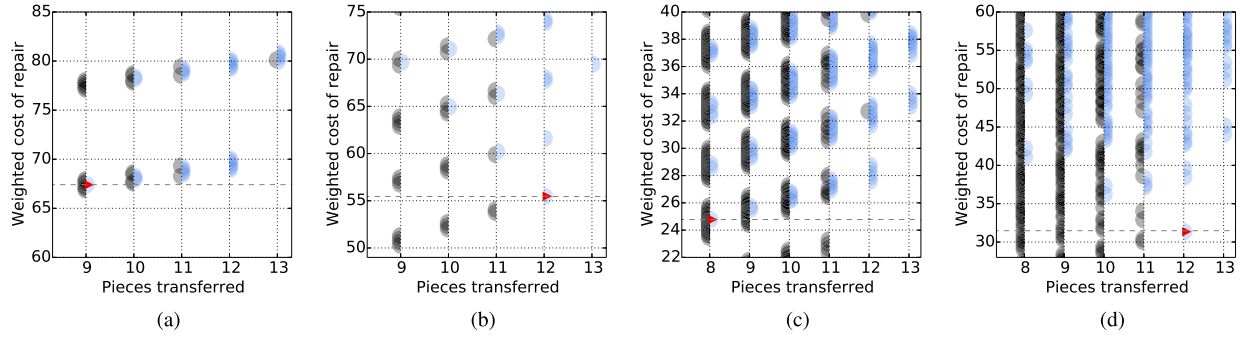 Weighted cost of repair
85
80
75
70
65
60
9 10 11 12 13
Pieces transferred
(a)
Weighted cost of repair
75
70
65
60
55
50
9 10 11 12 13
Pieces transferred
(b)
Weighted cost of repair
40
38
36
34
32
30
28
26
24
22
8 9 10 11 12 13
Pieces transferred
(c)
Weighted cost of repair
60
55
50
45
40
35
30
8 9 10 11 12 13
Pieces transferred
(d)